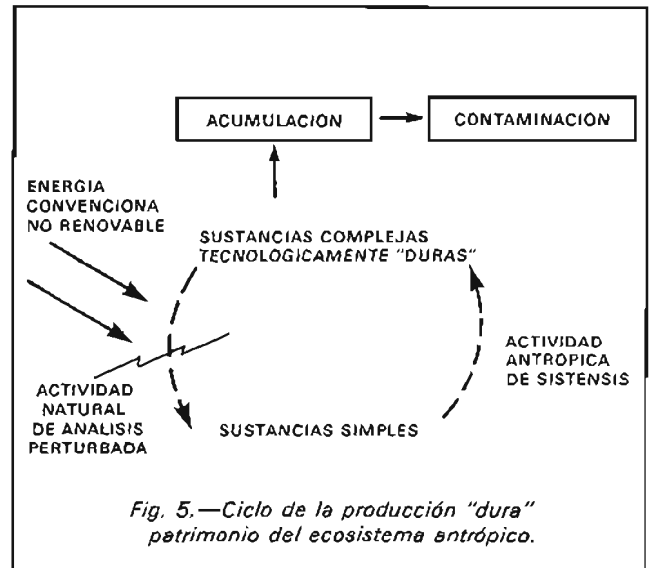 ACUMULACION
CONTAMINACION
ENERGIA
CONVENCIONA
NO RENOVABLE
SUSTANCIAS COMPLEJAS
TECNOLOGICAMENTE "DURAS"
ACTIVIDAD
ANTROPICA
DE SISTENSIS
ACTIVIDAD
NATURAL
DE ANALISIS
PERTURBADA
SUSTANCIAS SIMPLES
Fig. 5.—Ciclo de la producción "dura"
patrimonio del ecosistema antrópico.